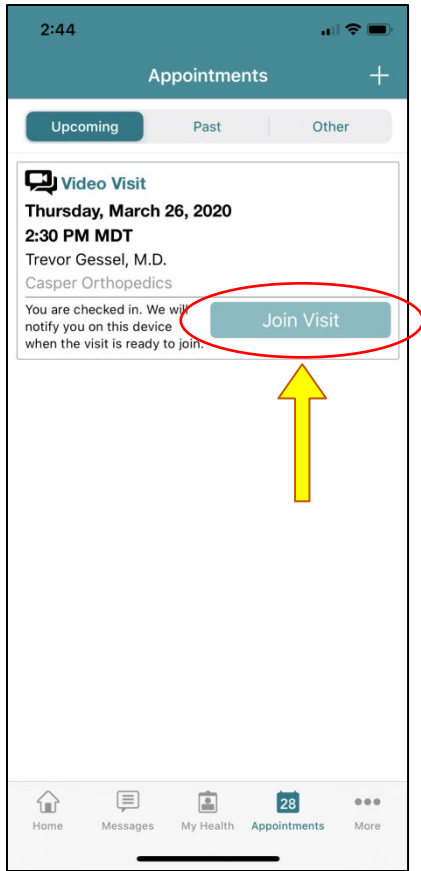 2:44
Appointments
Upcoming Past Other
Video Visit
Thursday, March 26, 2020
2:30 PM MDT
Trevor Gessel, M.D.
Casper Orthopedics
You are checked in. We will
notify you on this device
when the visit is ready to join.
Join Visit
28
Home Messages My Health Appointments More